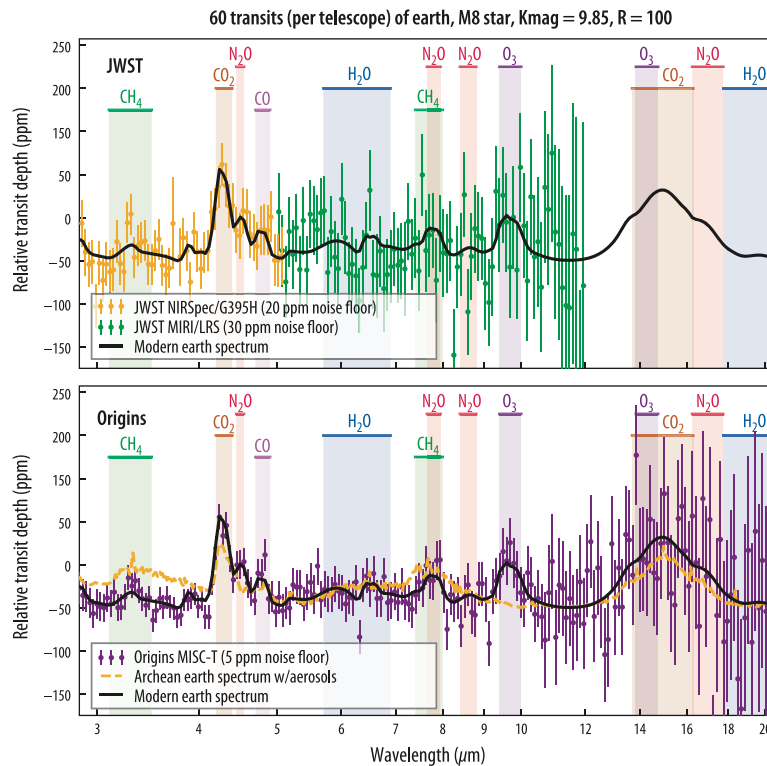 60 transits (per telescope) of earth, M8 star, Kmag = 9.85, R = 100
250
200
150
100
50
0
−50
−100
−150
Relative transit depth (ppm)
JWST
CH4
CO2
N2O
CO
H2O
CH4
N2O
N2O
O3
O3
CO2
N2O
H2O
JWST NIRSpec/G395H (20 ppm noise floor)
JWST MIRI/LRS (30 ppm noise floor)
Modern earth spectrum
250
200
150
100
50
0
−50
−100
−150
Relative transit depth (ppm)
Origins
CH4
CO2
N2O
CO
H2O
CH4
N2O
N2O
O3
O3
CO2
N2O
H2O
Origins MISC-T (5 ppm noise floor)
Archean earth spectrum w/aerosols
Modern earth spectrum
3 4 5 6 7 8 9 10 12 14 16 18 20
Wavelength (μm)